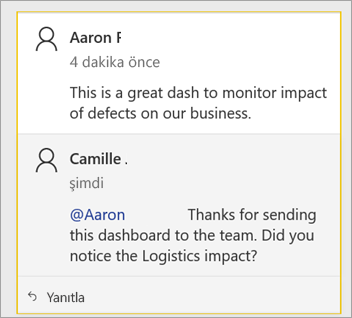 Aaron F
4 dakika önce
This is a great dash to monitor impact
of defects on our business.
Camille .
şimdi
@Aaron Thanks for sending
this dashboard to the team. Did you
notice the Logistics impact?
Yanıtla